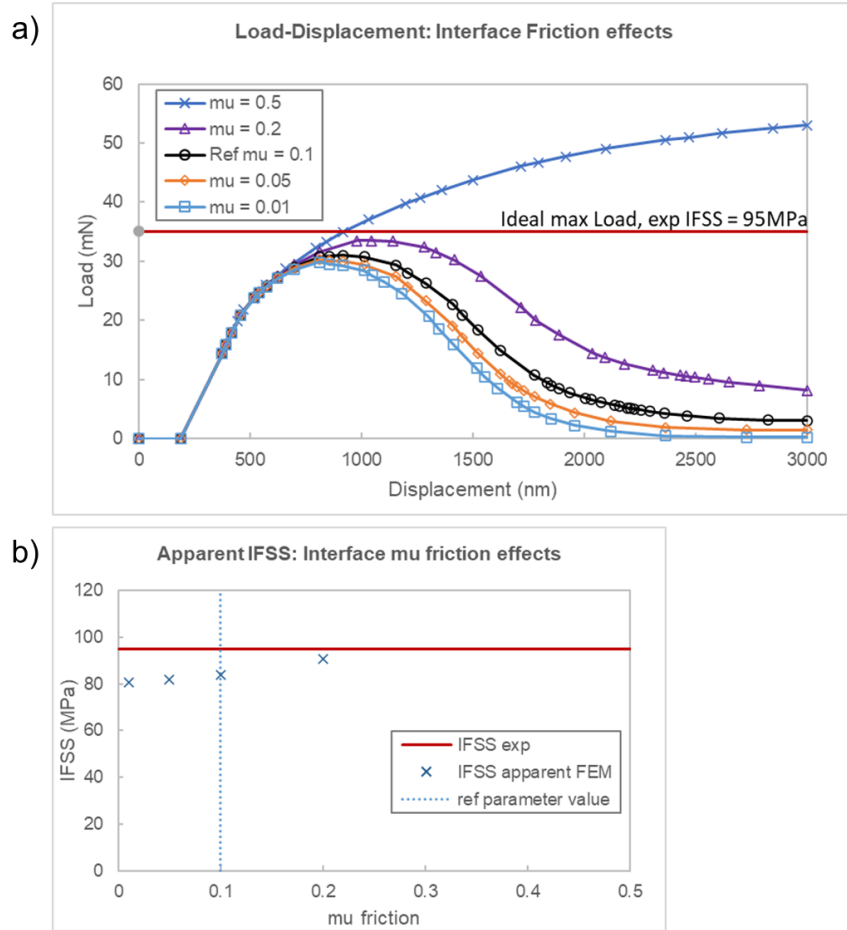 a)
Load-Displacement: Interface Friction effects
60
50
40
30
20
10
0
Load (mN)
mu = 0.5
mu = 0.2
Ref mu = 0.1
mu = 0.05
mu = 0.01
Ideal max Load, exp IFSS = 95MPa
0 500 1000 1500 2000 2500 3000
Displacement (nm)
b)
Apparent IFSS: Interface mu friction effects
120
100
80
60
40
20
0
IFSS (MPa)
IFSS exp
IFSS apparent FEM
ref parameter value
0 0.1 0.2 0.3 0.4 0.5
mu friction